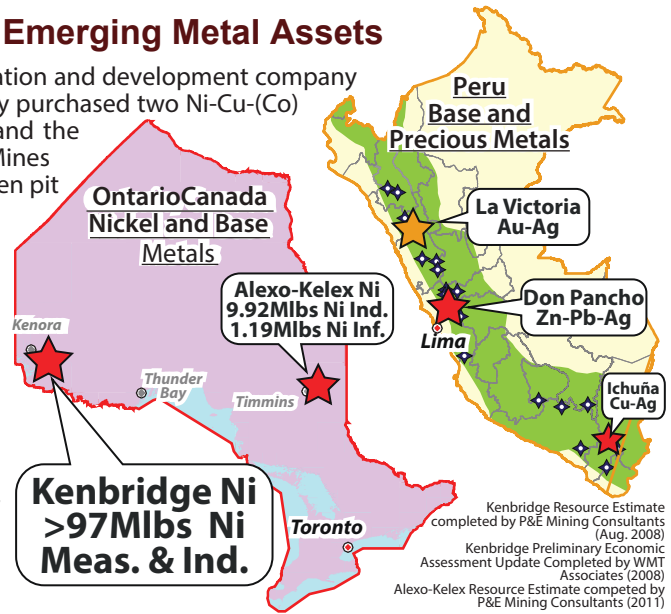 Emerging Metal Assets
ation and development company
y purchased two Ni-Cu-(Co)
and the
Mines
en pit
OntarioCanada
Nickel and Base
Metals
Peru
Base and
Precious Metals
La Victoria
Au-Ag
Don Pancho
Zn-Pb-Ag
Lima
Ichuña
Cu-Ag
Alexo-Kelex Ni
9.92Mlbs Ni Ind.
1.19Mlbs Ni Inf.
Kenora
Thunder
Bay
Timmins
Kenbridge Ni
>97Mlbs Ni
Meas. & Ind.
Toronto
Kenbridge Resource Estimate
completed by P&E Mining Consultants
(Aug. 2008)
Kenbridge Preliminary Economic
Assessment Update Completed by WMT
Associates (2008)
Alexo-Kelex Resource Estimate competed by
P&E Mining Consultants (2011)